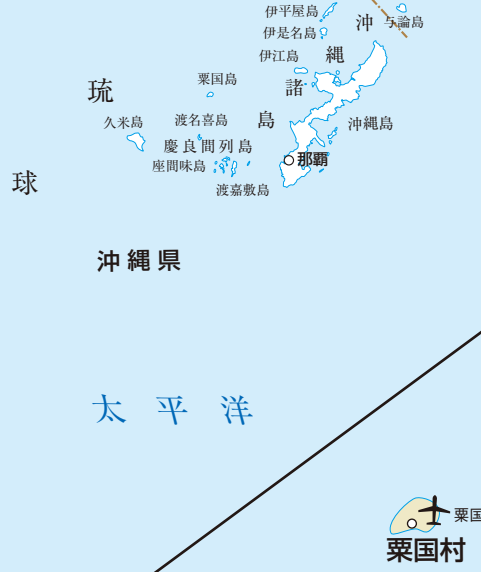 伊平屋島
沖
与論島
伊是名島
縄
伊江島
粟国島
諸
琉
久米島
渡名喜島
島
沖縄島
慶良間列島
座間味島
那覇
球
渡嘉敷島
沖縄県
太平洋
粟国
粟国村